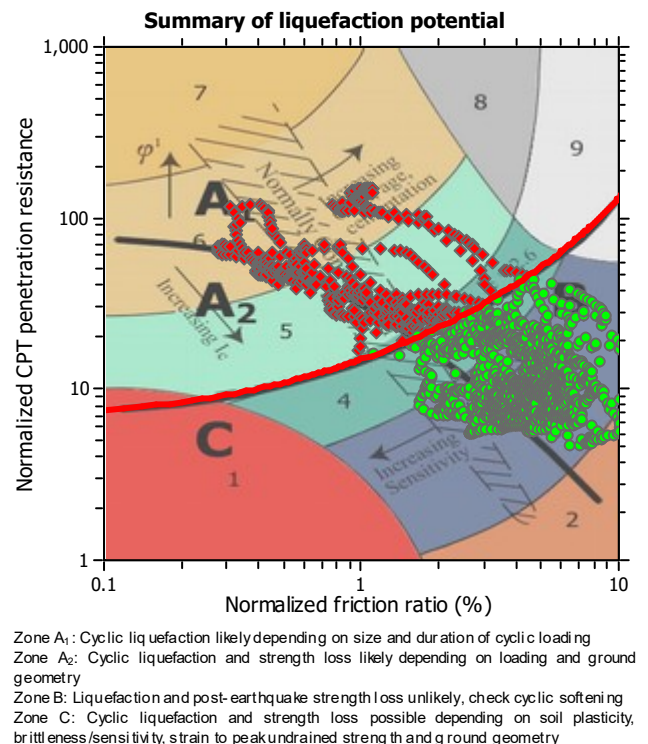 Summary of liquefaction potential
1,000
100
10
1
Normalized CPT penetration resistance
7
8
9
φ'
A
6
A₂
5
Increasing Ic
Normally
Increasing
cementation
B
4
C
1
Increasing
Sensitivity
2
0.1
1
10
Normalized friction ratio (%)
Zone A₁: Cyclic liquefaction likely depending on size and duration of cyclic loading
Zone A₂: Cyclic liquefaction and strength loss likely depending on loading and ground
geometry
Zone B: Liquefaction and post-earthquake strength loss unlikely, check cyclic softening
Zone C: Cyclic liquefaction and strength loss possible depending on soil plasticity,
brittleness/sensitivity, strain to peak undrained strength and ground geometry